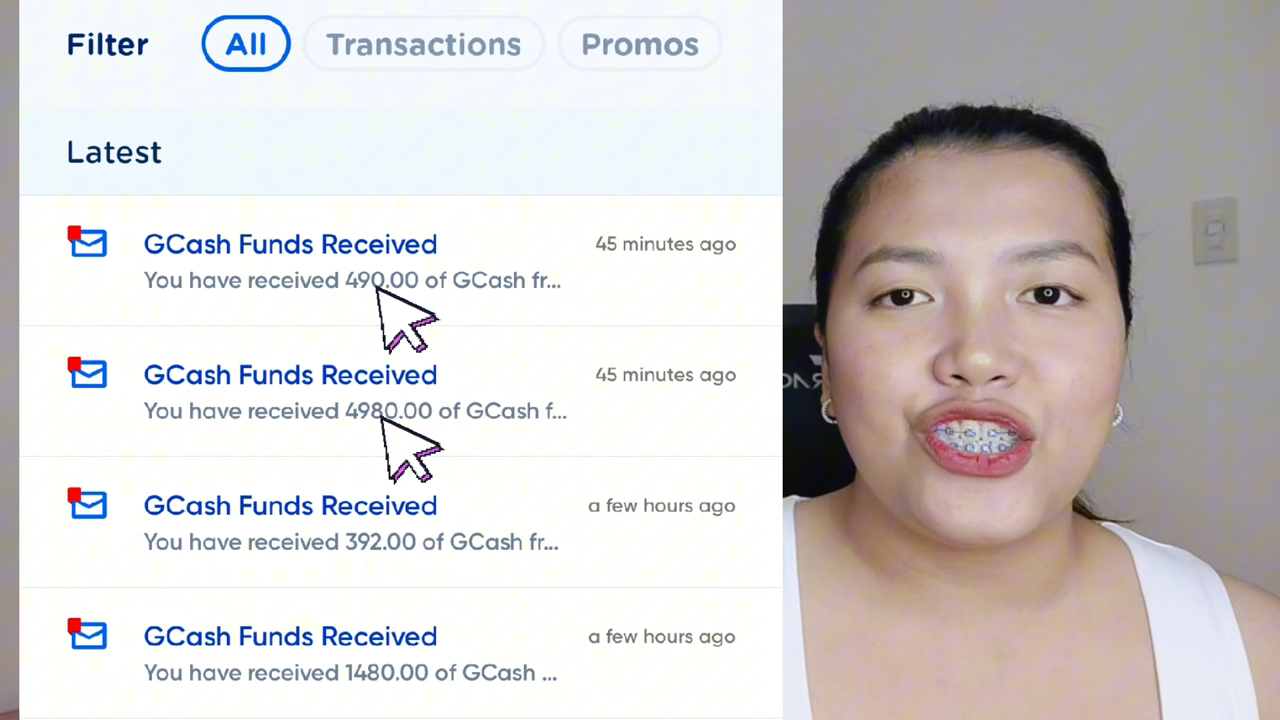 Filter All Transactions Promos
Latest
GCash Funds Received 45 minutes ago
You have received 490.00 of GCash fr...
GCash Funds Received 45 minutes ago
You have received 4980.00 of GCash f...
GCash Funds Received a few hours ago
You have received 392.00 of GCash fr...
GCash Funds Received a few hours ago
You have received 1480.00 of GCash ...